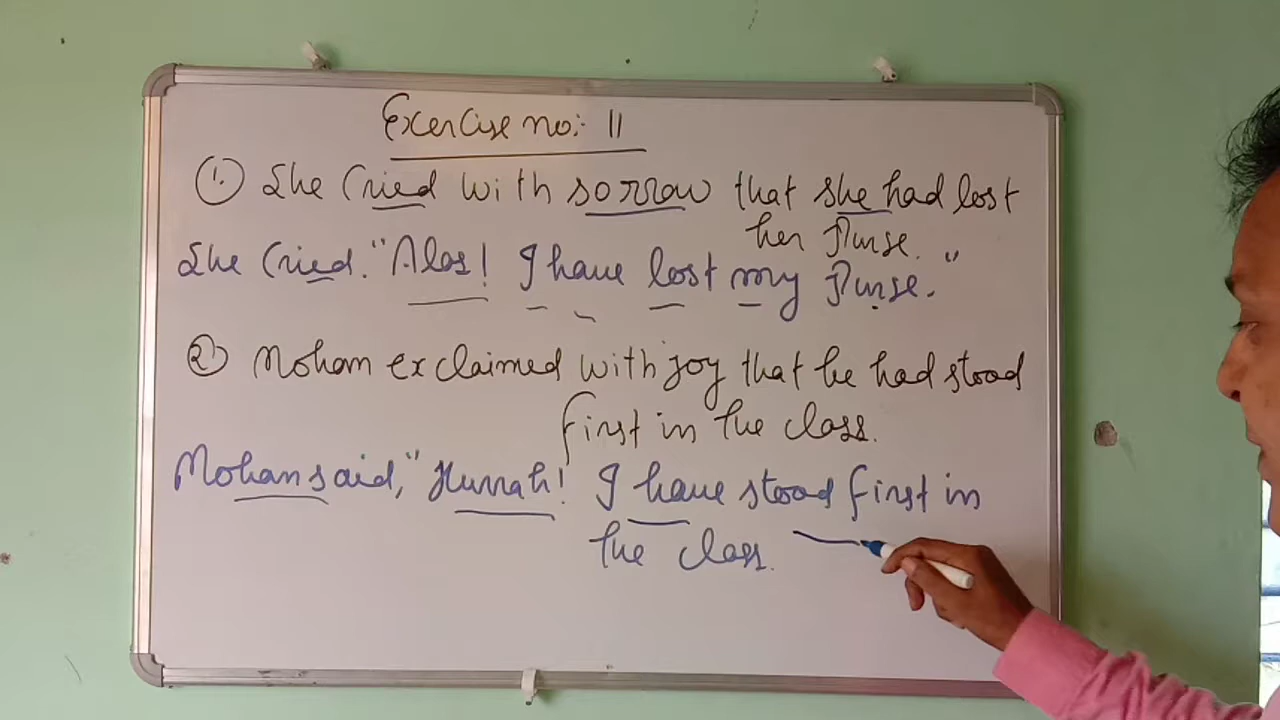 Exercise no:- 11
1. She cried with sorrow that she had lost
her Purse.
She Cried. "Alas! I have lost my Purse."
2. Mohan exclaimed with joy that he had stood
first in the class.
Mohan said, "Hurrah! I have stood first in
the class.